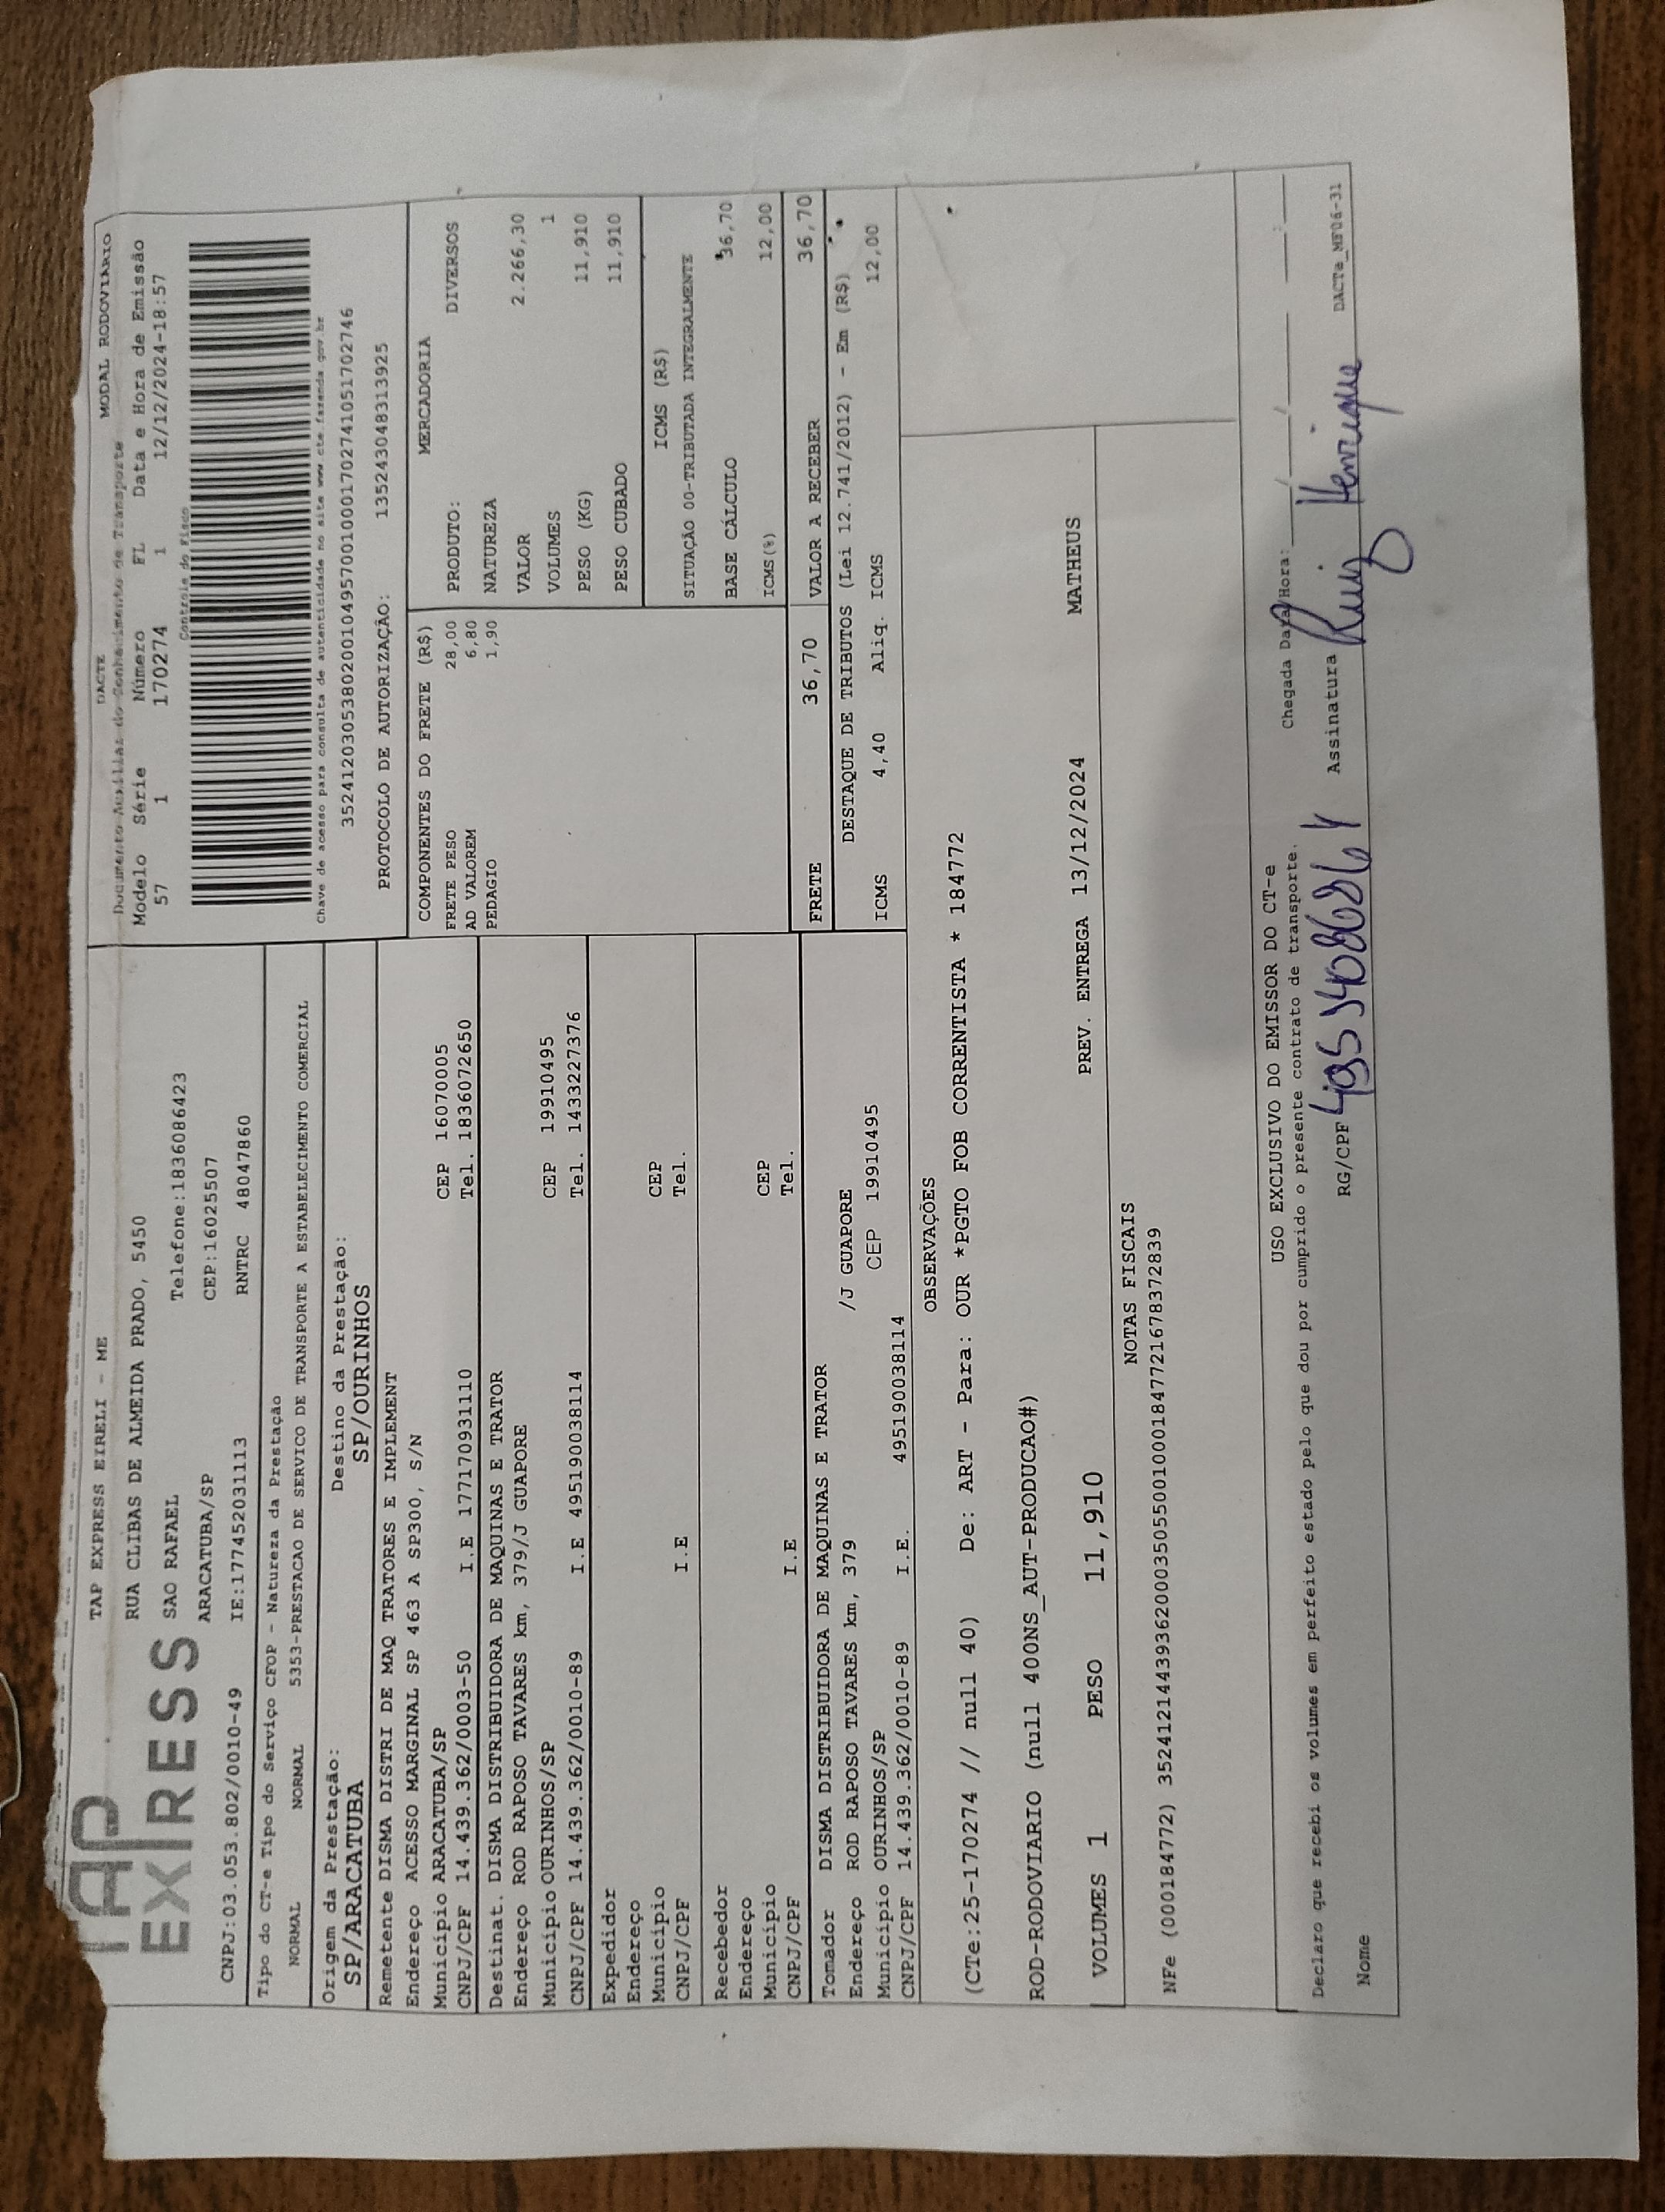 TAP EXPRESS
TAP EXPRESS EIRELI - ME
RUA CLIBAS DE ALMEIDA PRADO, 5450
SAO RAFAEL Telefone:1836086423
ARACATUBA/SP CEP:16025507
CNPJ:03.053.802/0010-49 IE:177452031113 RNTRC 48047860
Tipo do CT-e Tipo do Serviço CFOP - Natureza da Prestação
NORMAL NORMAL 5353-PRESTACAO DE SERVICO DE TRANSPORTE A ESTABELECIMENTO COMERCIAL
Origem da Prestação: Destino da Prestação:
SP/ARACATUBA SP/OURINHOS
DACTE MODAL RODOVIARIO
Documento Auxiliar do Conhecimento de Transporte
Modelo Série Número FL Data e Hora de Emissão
57 1 170274 1 12/12/2024-18:57
Controle do Fisco
Chave de acesso para consulta de autenticidade no site www.cte.fazenda.gov.br
35241203053802001049570010001702741051702746
PROTOCOLO DE AUTORIZAÇÃO: 135243048313925
Remetente DISMA DISTRI DE MAQ TRATORES E IMPLEMENT
Endereço ACESSO MARGINAL SP 463 A SP300, S/N
Município ARACATUBA/SP CEP 16070005
CNPJ/CPF 14.439.362/0003-50 I.E 177170931110 Tel. 1836072650
Destinat. DISMA DISTRIBUIDORA DE MAQUINAS E TRATOR
Endereço ROD RAPOSO TAVARES km, 379/J GUAPORE
Município OURINHOS/SP CEP 19910495
CNPJ/CPF 14.439.362/0010-89 I.E 495190038114 Tel. 1433227376
Expedidor
Endereço
Município CEP
CNPJ/CPF I.E Tel.
Recebedor
Endereço
Município CEP
CNPJ/CPF I.E Tel.
Tomador DISMA DISTRIBUIDORA DE MAQUINAS E TRATOR
Endereço ROD RAPOSO TAVARES km, 379 /J GUAPORE
Município OURINHOS/SP CEP 19910495
CNPJ/CPF 14.439.362/0010-89 I.E. 495190038114
COMPONENTES DO FRETE (R$)
FRETE PESO 28,00
AD VALOREM 6,80
PEDAGIO 1,90
MERCADORIA
PRODUTO: DIVERSOS
NATUREZA
VALOR 2.266,30
VOLUMES 1
PESO (KG) 11,910
PESO CUBADO 11,910
ICMS (R$)
SITUAÇÃO 00-TRIBUTADA INTEGRALMENTE
BASE CÁLCULO 36,70
ICMS(%) 12,00
FRETE 36,70 VALOR A RECEBER 36,70
DESTAQUE DE TRIBUTOS (Lei 12.741/2012) - Em (R$)
ICMS 4,40 Aliq. ICMS 12,00
OBSERVAÇÕES
(CTe:25-170274 // null 40) De: ART - Para: OUR *PGTO FOB CORRENTISTA * 184772
ROD-RODOVIARIO (null 400NS_AUT-PRODUCAO#)
VOLUMES 1 PESO 11,910 PREV. ENTREGA 13/12/2024 MATHEUS
NOTAS FISCAIS
NFe (000184772) 35241214439362000350550010001847721678372839
USO EXCLUSIVO DO EMISSOR DO CT-e
Declaro que recebi os volumes em perfeito estado pelo que dou por cumprido o presente contrato de transporte. Chegada Data/Hora: ___/___/___ ___:___
Nome RG/CPF Assinatura Ruiz Henrique
DACTe_MF06-31